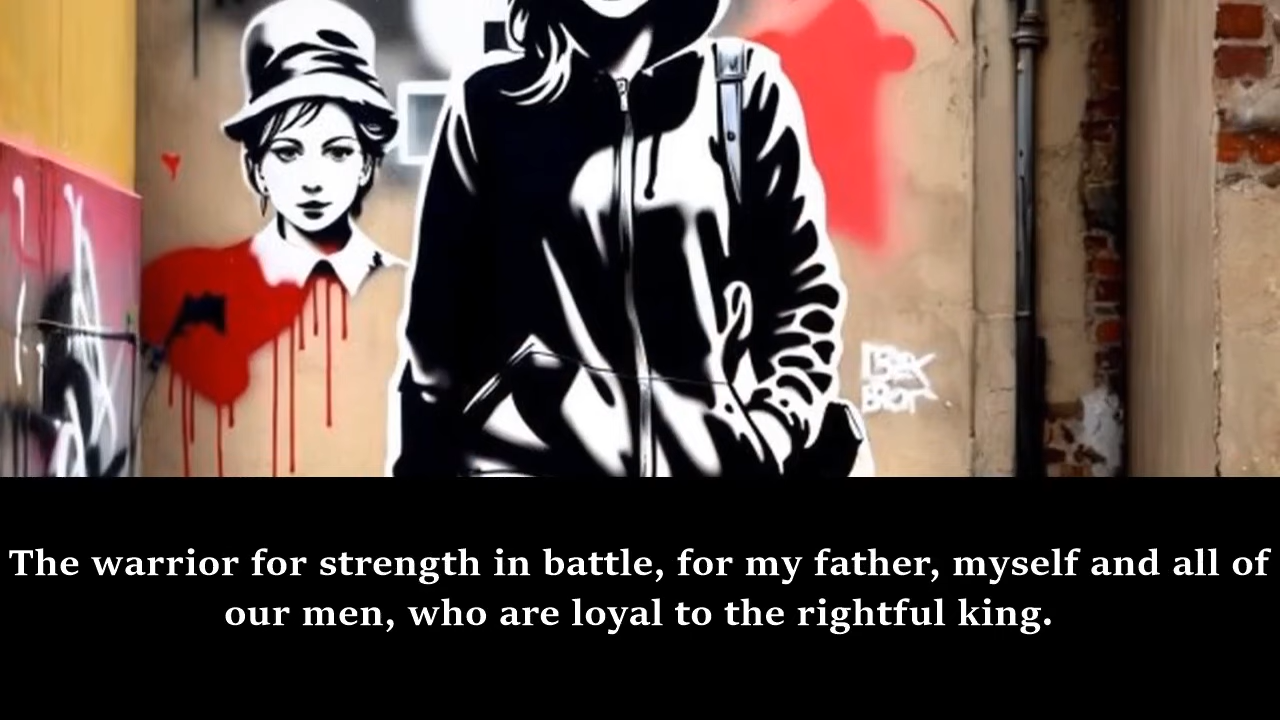 The warrior for strength in battle, for my father, myself and all of
our men, who are loyal to the rightful king.